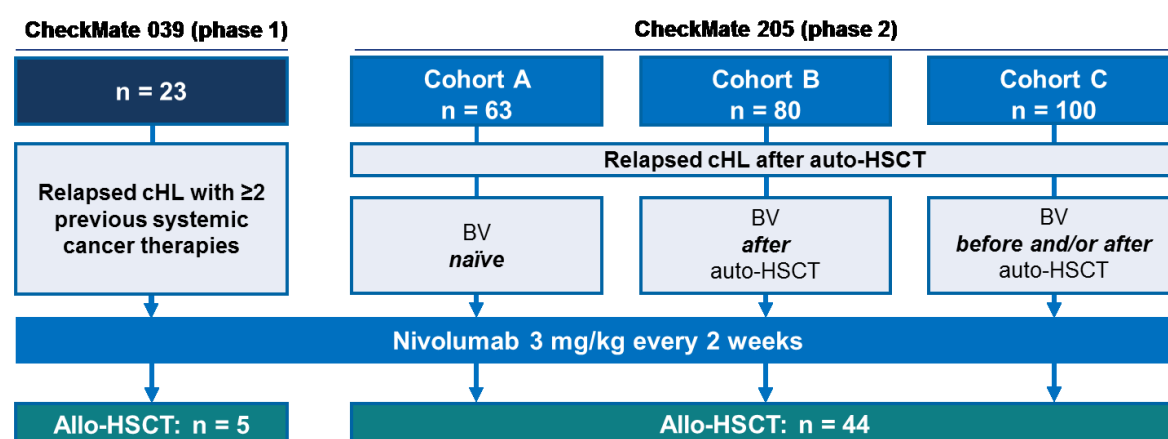 CheckMate 039 (phase 1)
CheckMate 205 (phase 2)
n = 23
Cohort A
n = 63
Cohort B
n = 80
Cohort C
n = 100
Relapsed cHL after auto-HSCT
Relapsed cHL with ≥2
previous systemic
cancer therapies
BV
naïve
BV
after
auto-HSCT
BV
before and/or after
auto-HSCT
Nivolumab 3 mg/kg every 2 weeks
Allo-HSCT: n = 5
Allo-HSCT: n = 44